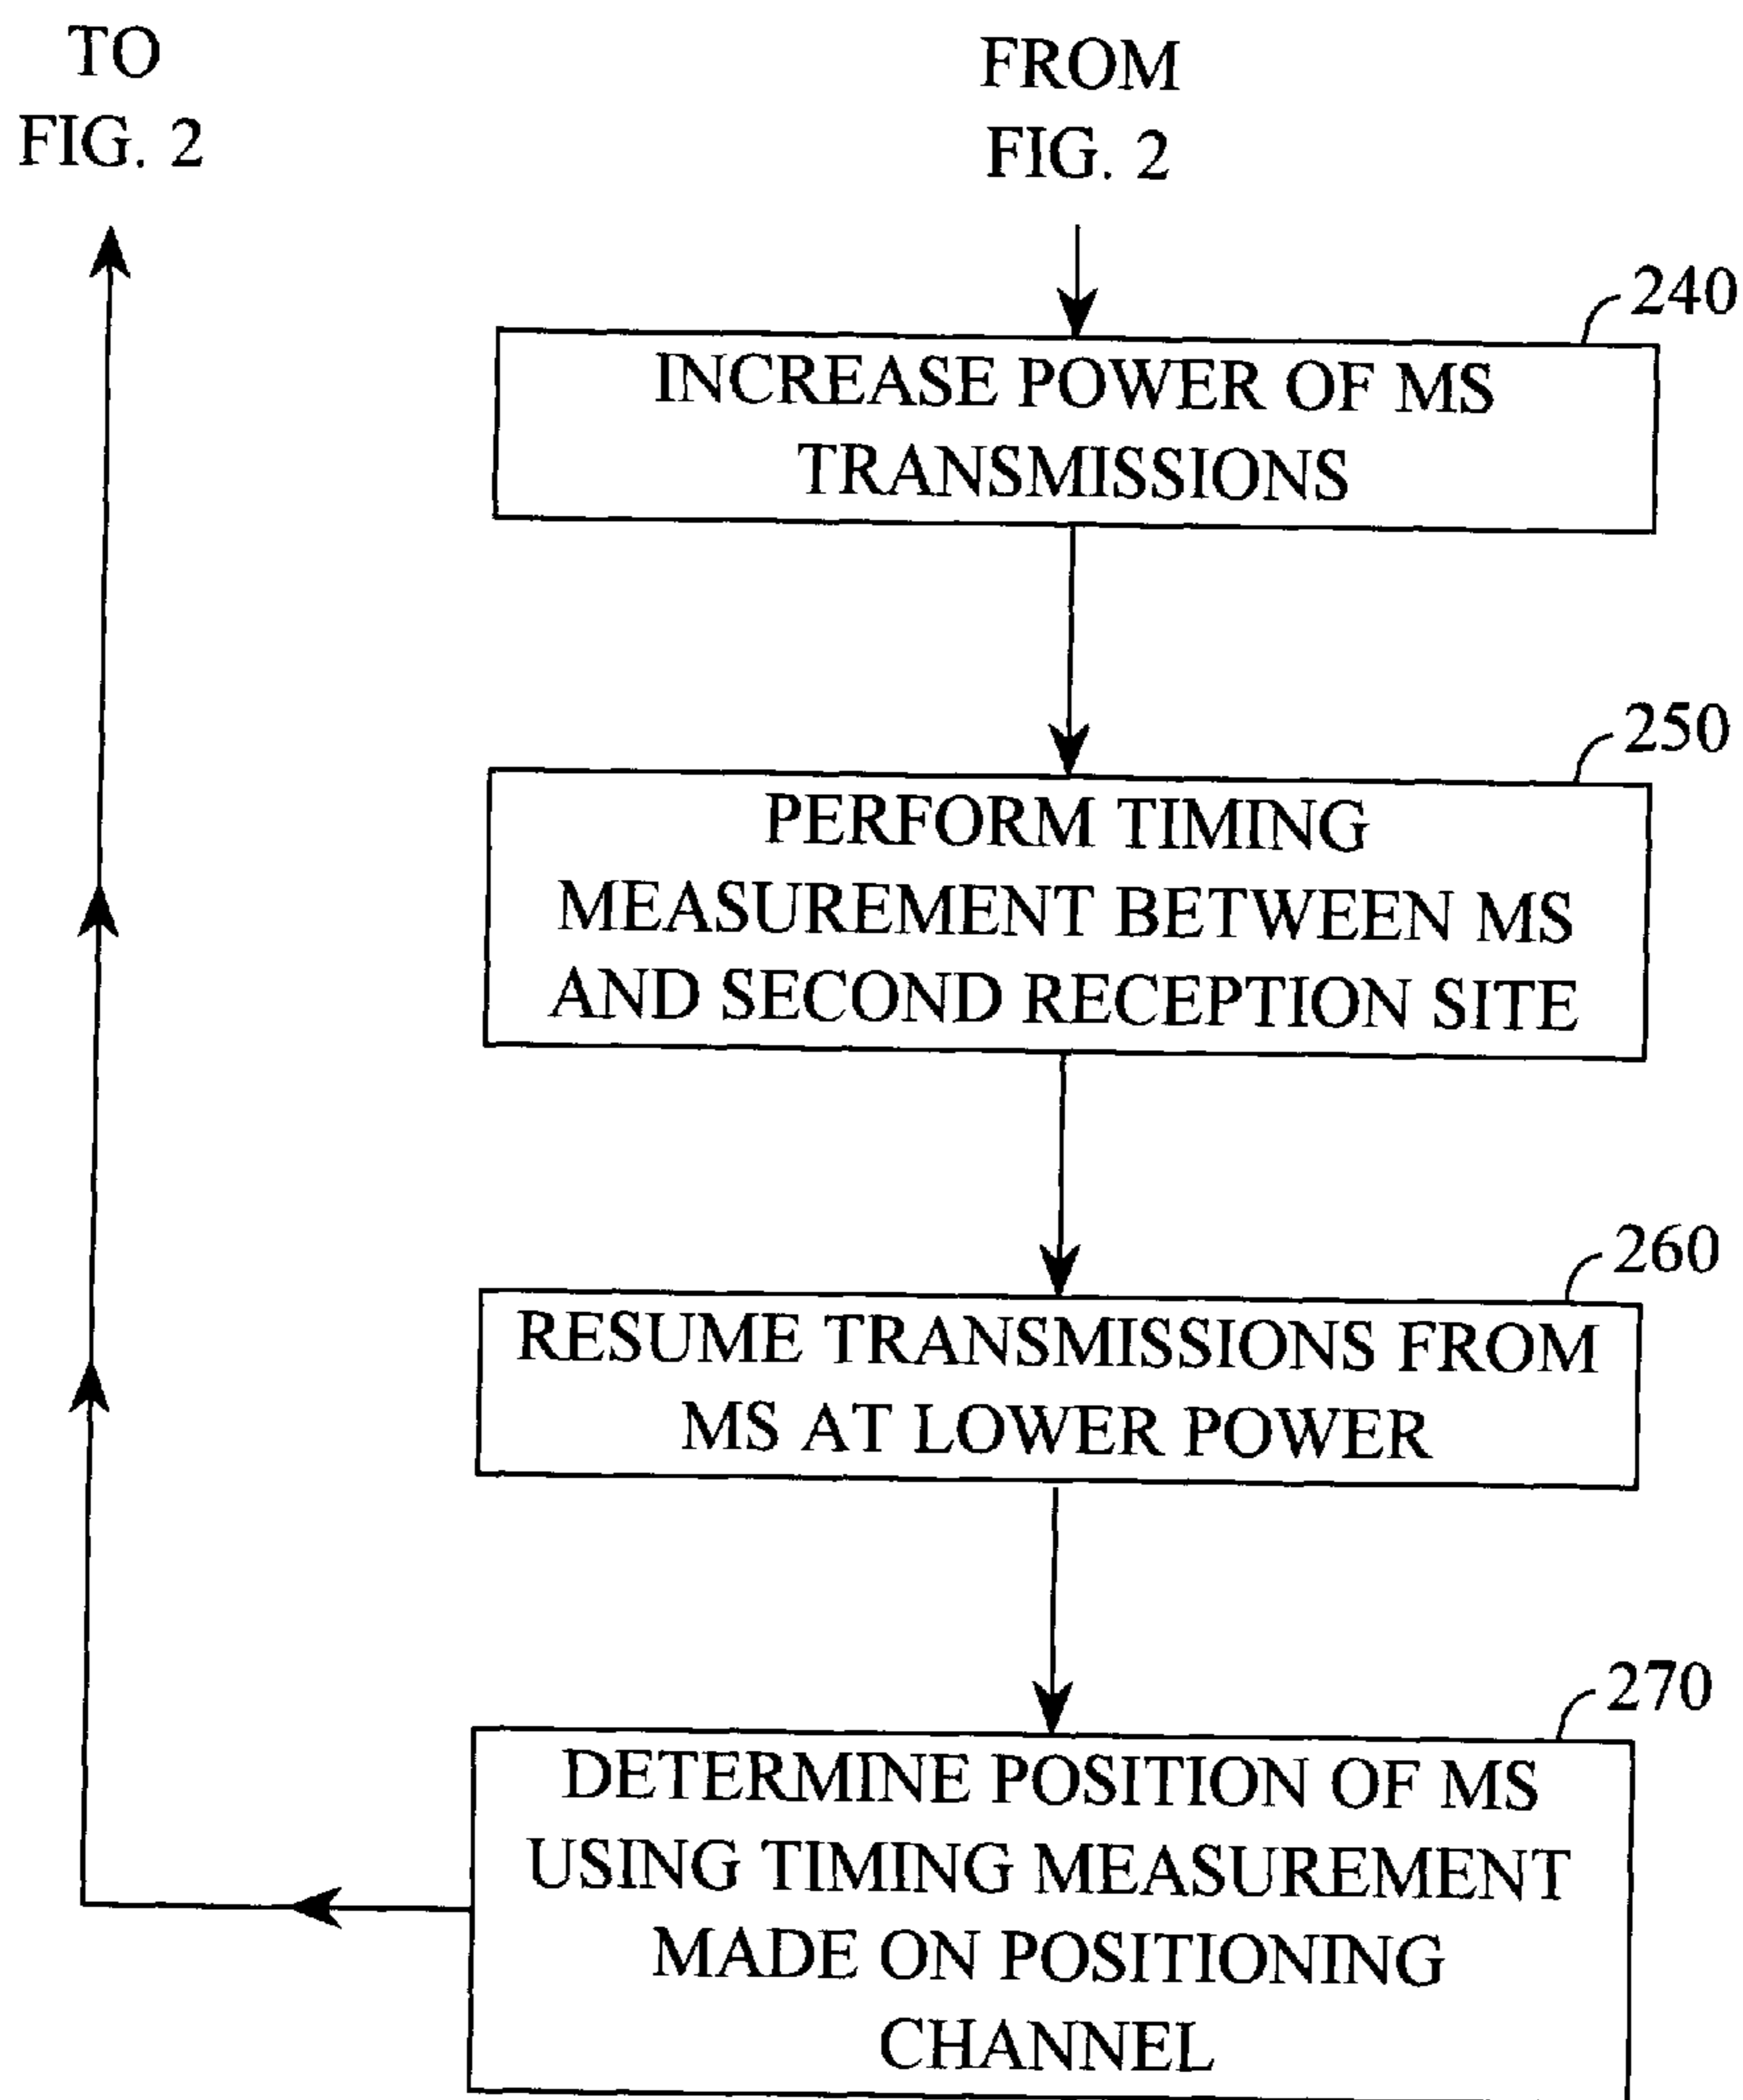 TO
FIG. 2
FROM
FIG. 2
240
INCREASE POWER OF MS
TRANSMISSIONS
250
PERFORM TIMING
MEASUREMENT BETWEEN MS
AND SECOND RECEPTION SITE
260
RESUME TRANSMISSIONS FROM
MS AT LOWER POWER
270
DETERMINE POSITION OF MS
USING TIMING MEASUREMENT
MADE ON POSITIONING
CHANNEL